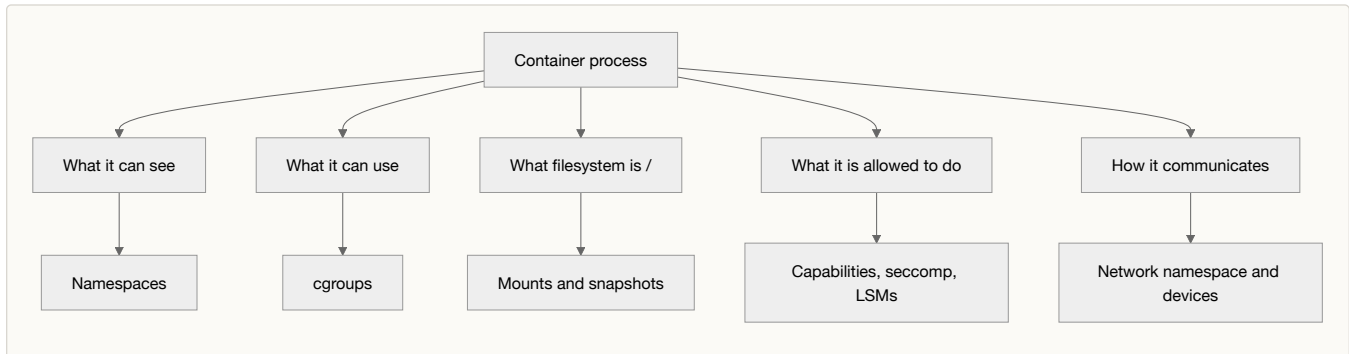 Container process
What it can see
What it can use
What filesystem is /
What it is allowed to do
How it communicates
Namespaces
cgroups
Mounts and snapshots
Capabilities, seccomp,
LSMs
Network namespace and
devices